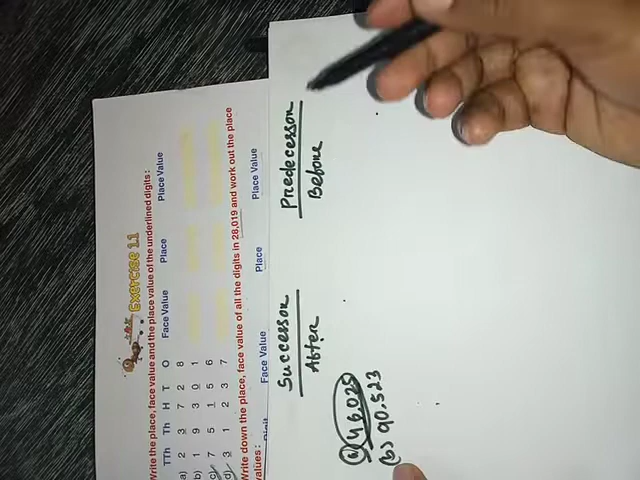 Exercise 11
Write the place, face value and the place value of the underlined digits :
TTh Th H T O Face Value Place Place Value
a) 2 3 7 2 8
b) 1 9 3 0 1
c) 7 5 1 5 6
d) 3 1 2 3 7
Write down the place, face value of all the digits in 28,019 and work out the place
values:
Digit Face Value Place Place Value
Successor Predecessor
After Before
(a) 46,025
(b) 90,523